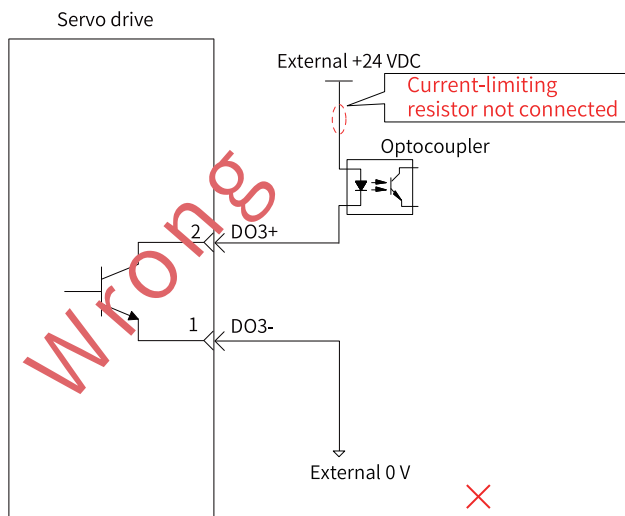 Servo drive
External +24 VDC
Current-limiting
resistor not connected
Optocoupler
2 DO3+
1 DO3-
External 0 V
Wrong